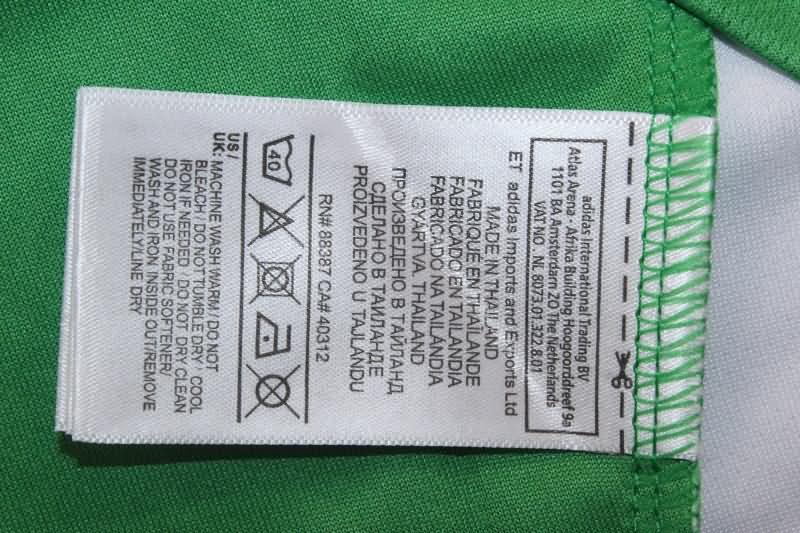 adidas International Trading BV
Atlas Arena - Afrika Building Hoogoorddreef 9a
1101 BA Amsterdam ZO The Netherlands
VAT NO : NL 8073.01.322.B.01
ET adidas Imports and Exports Ltd
MADE IN THAILAND
FABRIQUE EN THAÏLANDE
FABRICADO EN TAILANDIA
FABRICADO NA TAILÂNDIA
GYÁRTVA: THAILAND
ПРОИЗВЕДЕНО В ТАЙЛАНД
СДЕЛАНО В ТАИЛАНДЕ
PROIZVEDENO U TAJLANDU
RN# 88387 CA# 40312
40
US /
UK: MACHINE WASH WARM / DO NOT
BLEACH / DO NOT TUMBLE DRY / COOL
IRON IF NEEDED / DO NOT DRY CLEAN
DO NOT USE FABRIC SOFTENER/
WASH AND IRON INSIDE OUT/REMOVE
IMMEDIATELY/LINE DRY